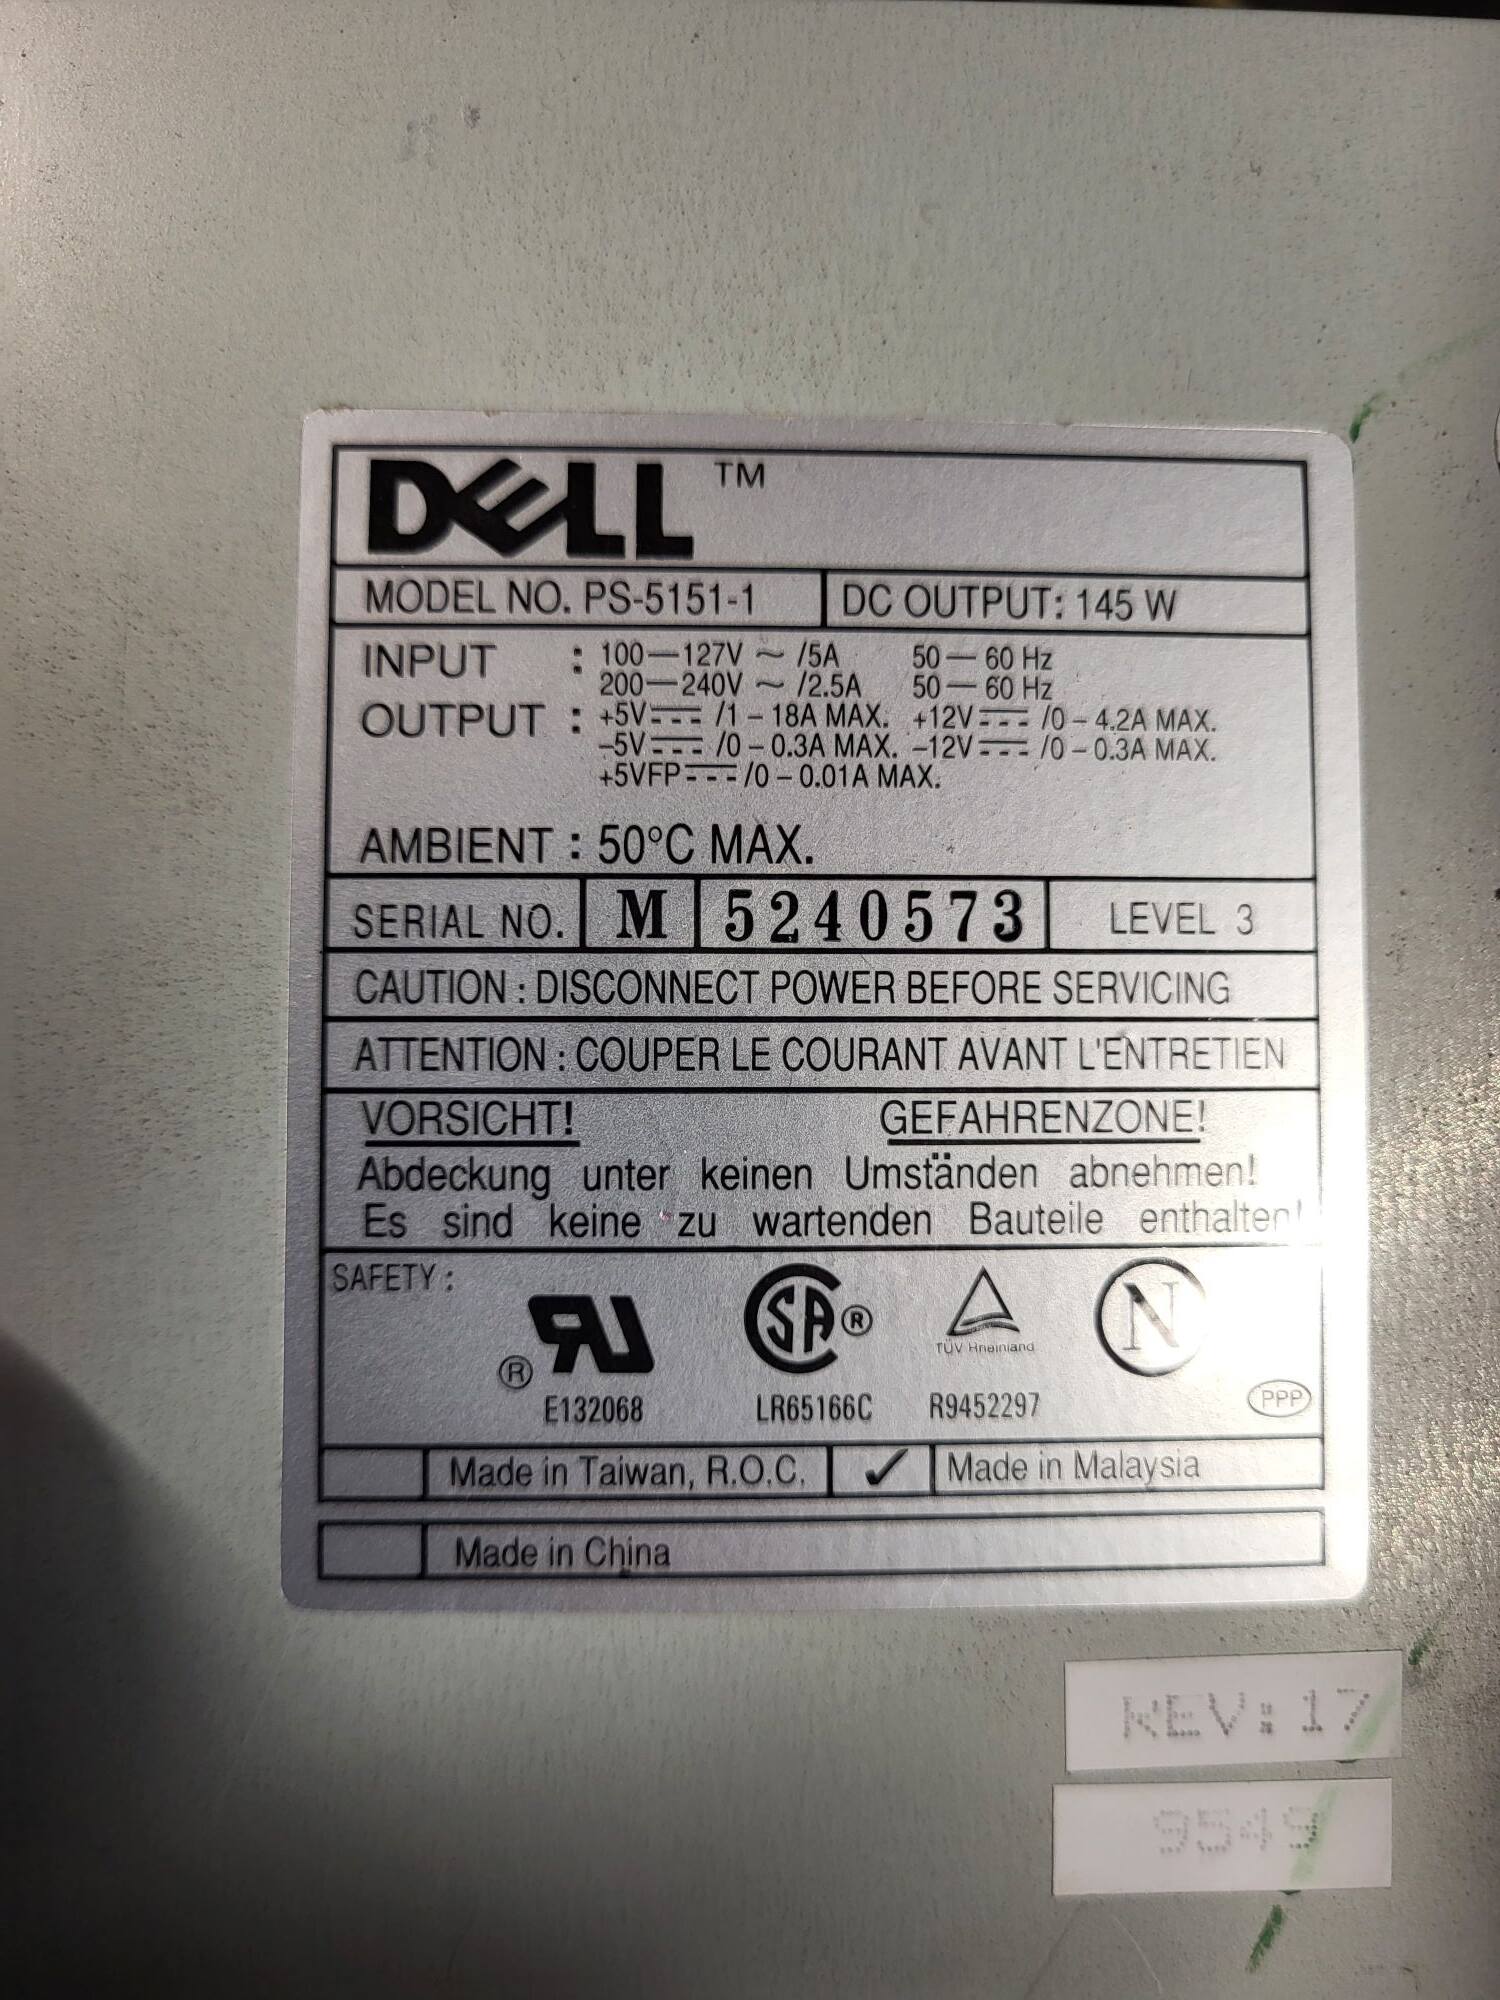 DELL ™
MODEL NO. PS-5151-1 DC OUTPUT: 145 W
INPUT : 100—127V ~ /5A 50— 60 Hz
200—240V ~ /2.5A 50— 60 Hz
OUTPUT : +5V⎓ /1 – 18A MAX. +12V⎓ /0 – 4.2A MAX.
–5V⎓ /0 – 0.3A MAX. –12V⎓ /0 – 0.3A MAX.
+5VFP⎓ /0 – 0.01A MAX.
AMBIENT : 50°C MAX.
SERIAL NO. M 5240573 LEVEL 3
CAUTION : DISCONNECT POWER BEFORE SERVICING
ATTENTION : COUPER LE COURANT AVANT L'ENTRETIEN
VORSICHT! GEFAHRENZONE!
Abdeckung unter keinen Umständen abnehmen!
Es sind keine zu wartenden Bauteile enthalten!
SAFETY :
® RU SA ® TÜV Rheinland N
E132068 LR65166C R9452297 PPP
Made in Taiwan, R.O.C. ✓ Made in Malaysia
Made in China
REV:17